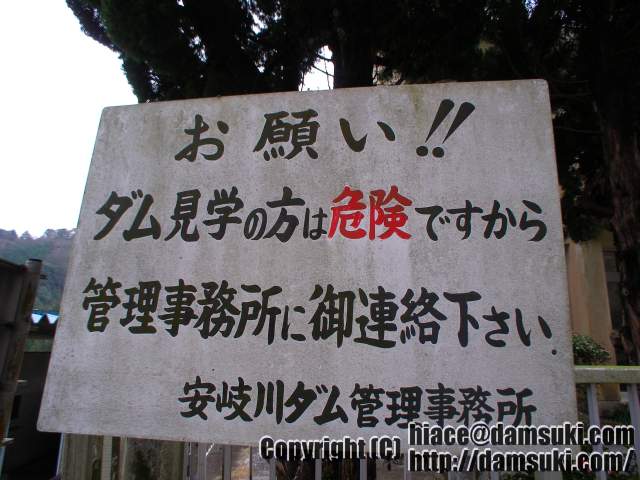 お願い!!
ダム見学の方は危険ですから
管理事務所に御連絡下さい.
安岐川ダム管理事務所
Copyright (C) hiace@damsuki.com
http://damsuki.com/